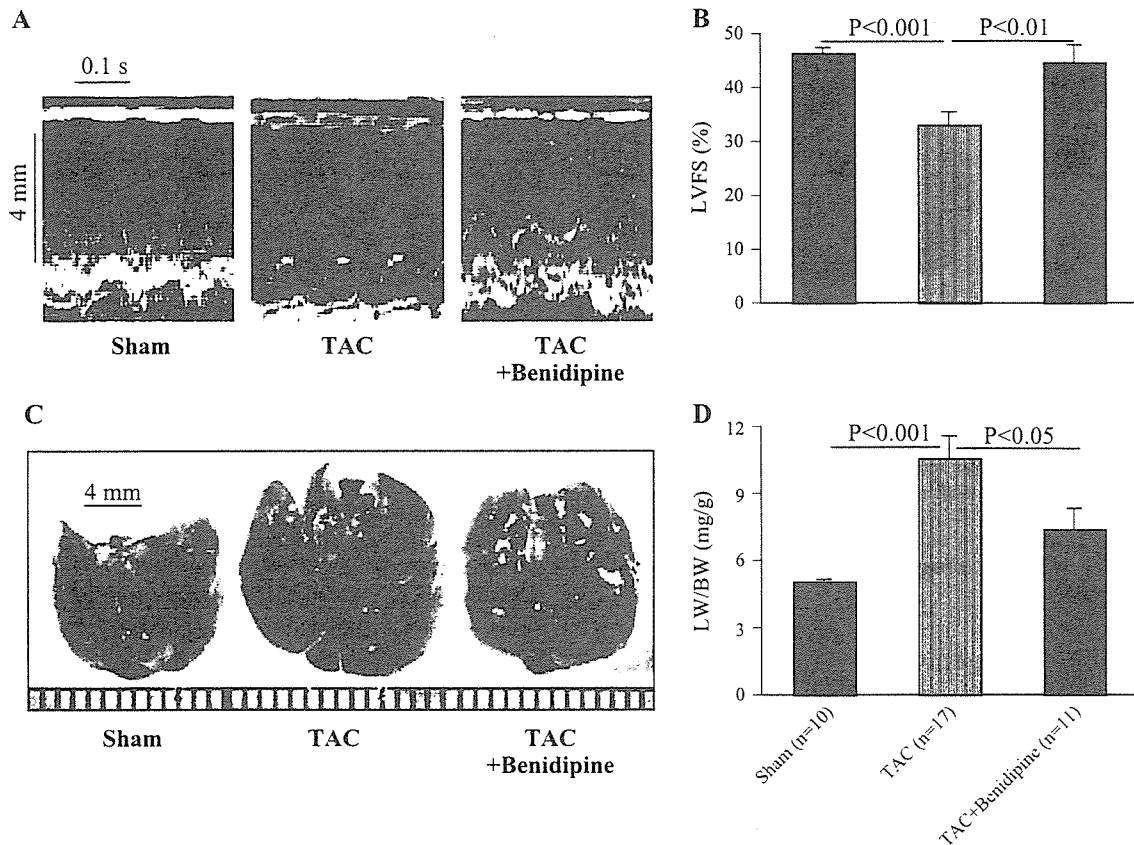 A
0.1 s
4 mm
Sham
TAC
TAC
+Benidipine
B
P<0.001
P<0.01
50
40
30
20
10
0
LVFS (%)
C
4 mm
Sham
TAC
TAC
+Benidipine
D
P<0.001
P<0.05
12
9
6
3
0
LW/BW (mg/g)
Sham (n=10)
TAC (n=17)
TAC+Benidipine (n=11)